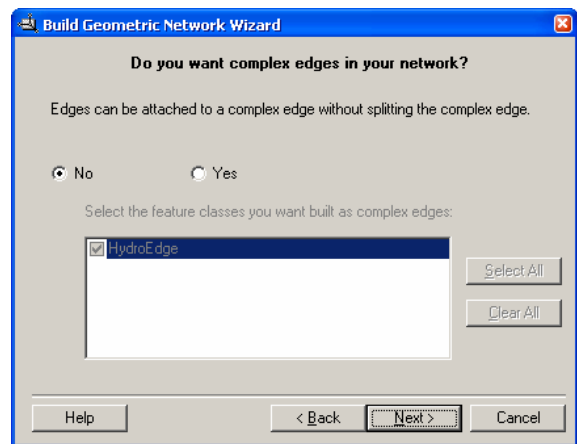 Build Geometric Network Wizard
Do you want complex edges in your network?
Edges can be attached to a complex edge without splitting the complex edge.
No Yes
Select the feature classes you want built as complex edges:
HydroEdge
Select All
Clear All
Help < Back Next > Cancel